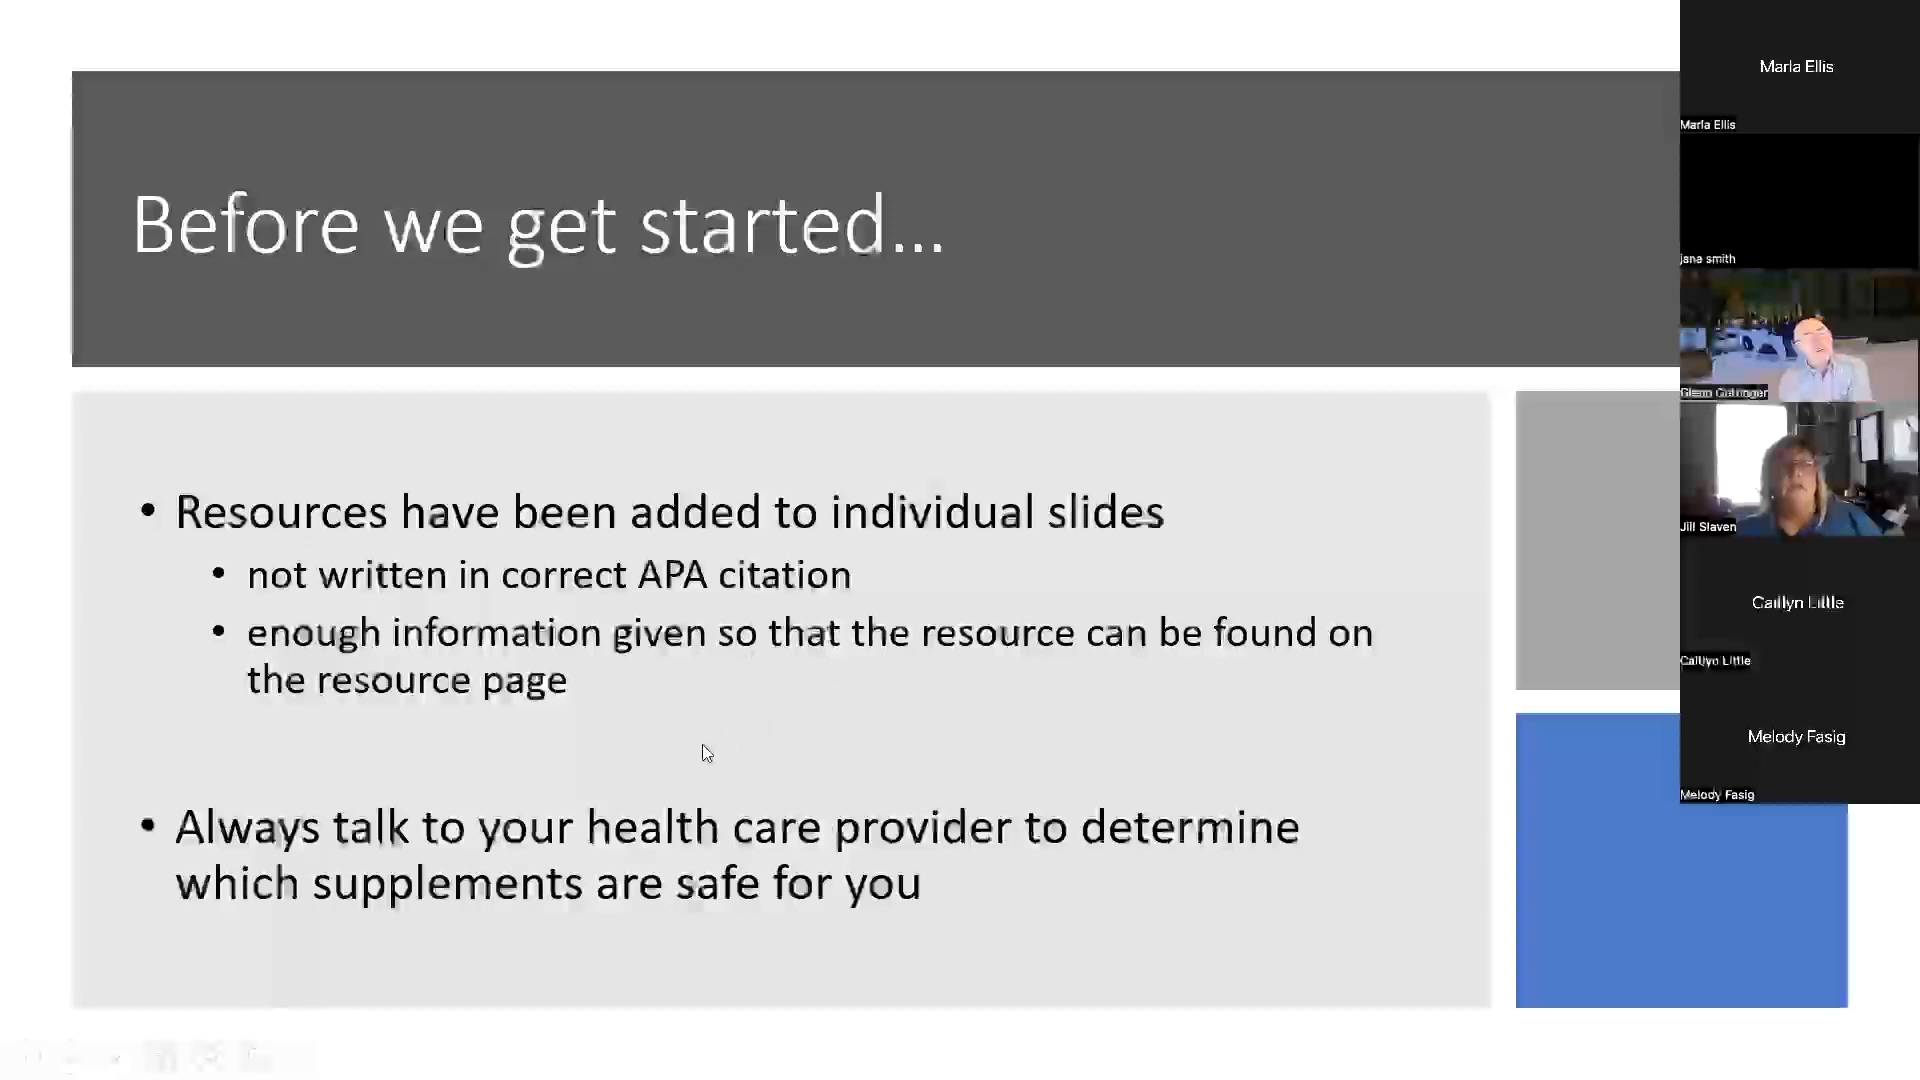 Before we get started...
• Resources have been added to individual slides
• not written in correct APA citation
• enough information given so that the resource can be found on
the resource page
• Always talk to your health care provider to determine
which supplements are safe for you
Marla Ellis
Marla Ellis
jana smith
Glenn
Jill Slaven
Caitlyn Little
Caitlyn Little
Melody Fasig
Melody Fasig